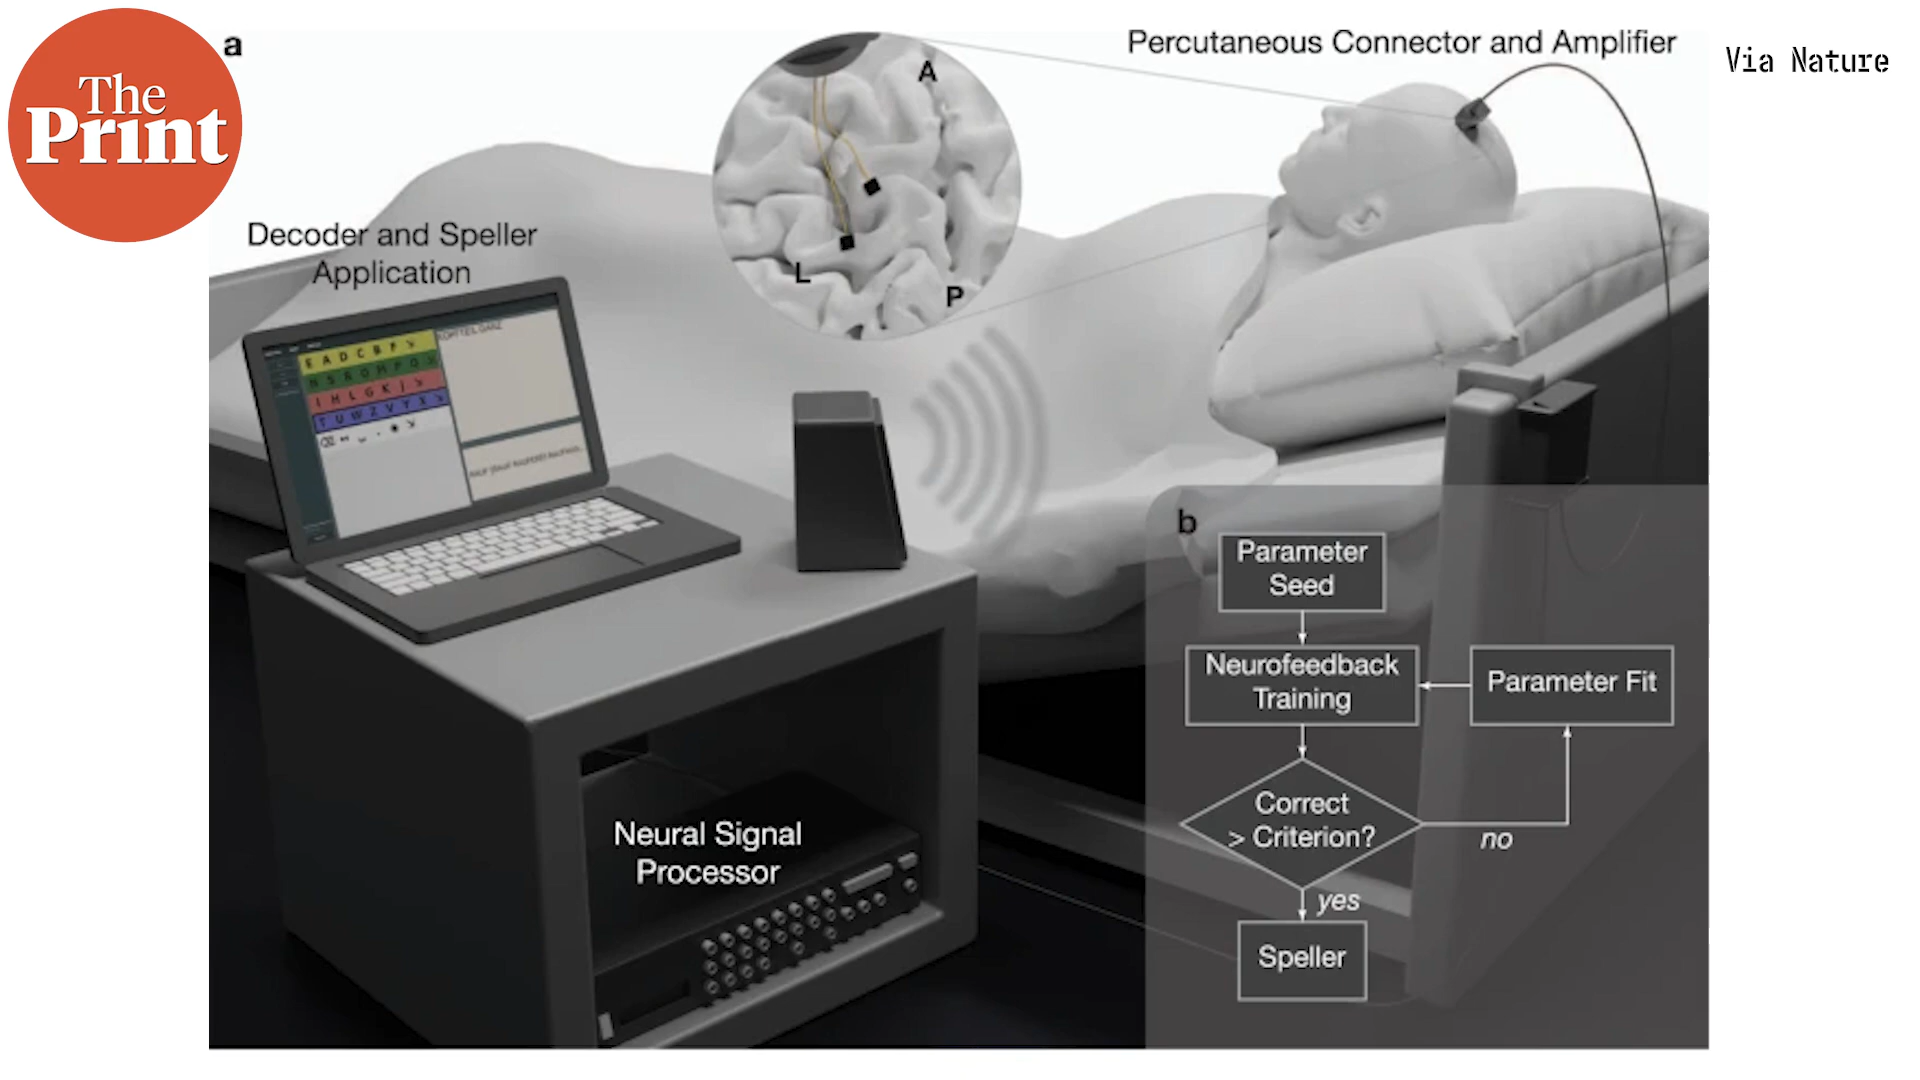 The
Print
a
Percutaneous Connector and Amplifier
Via Nature
A
L
P
Decoder and Speller
Application
E A D C B F
N S R O M P Q
I H L G K J
T U W Z V Y X
b
Parameter
Seed
Neurofeedback
Training
Parameter Fit
Correct
> Criterion?
no
yes
Speller
Neural Signal
Processor